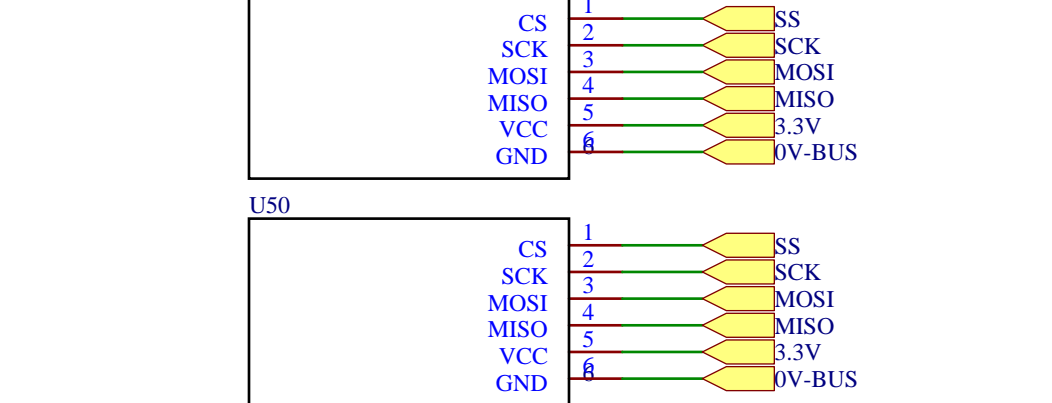 1
CS SS
2
SCK SCK
3
MOSI MOSI
4
MISO MISO
5
VCC 3.3V
6
GND 0V-BUS
U50
1
CS SS
2
SCK SCK
3
MOSI MOSI
4
MISO MISO
5
VCC 3.3V
6
GND 0V-BUS